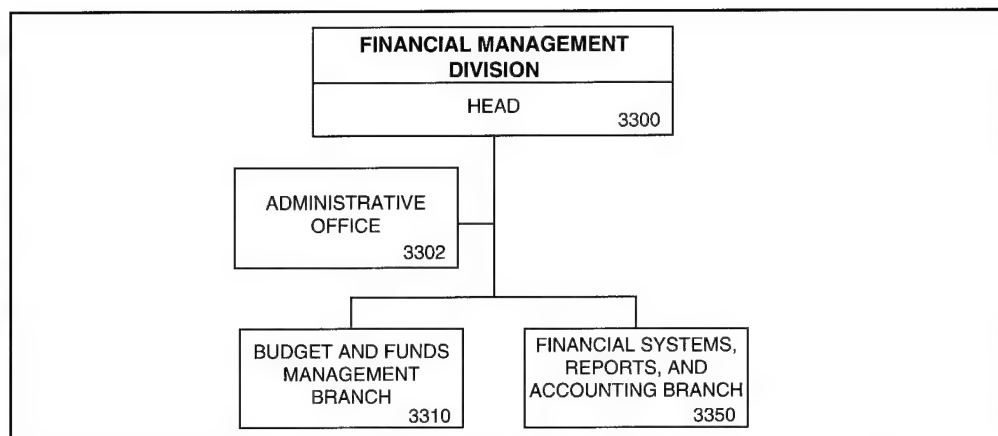 FINANCIAL MANAGEMENT
DIVISION
HEAD
3300
ADMINISTRATIVE
OFFICE
3302
BUDGET AND FUNDS
MANAGEMENT
BRANCH
3310
FINANCIAL SYSTEMS,
REPORTS, AND
ACCOUNTING BRANCH
3350